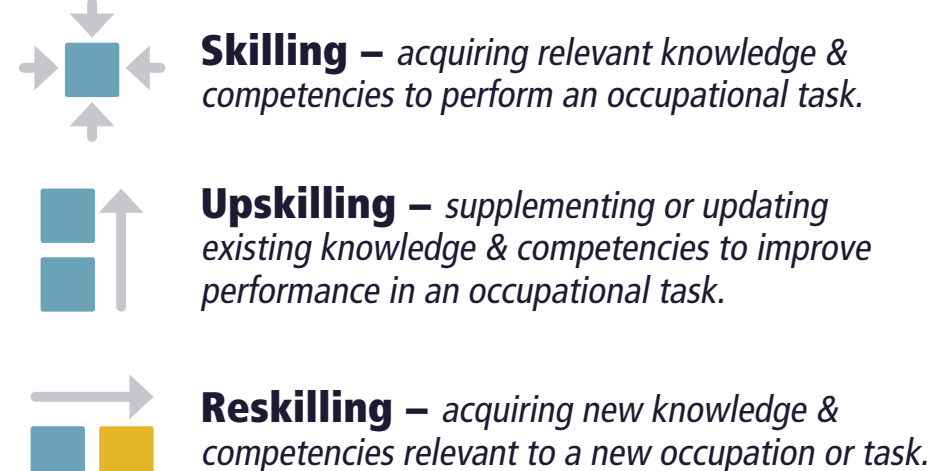 Skilling – acquiring relevant knowledge &
competencies to perform an occupational task.
Upskilling – supplementing or updating
existing knowledge & competencies to improve
performance in an occupational task.
Reskilling – acquiring new knowledge &
competencies relevant to a new occupation or task.